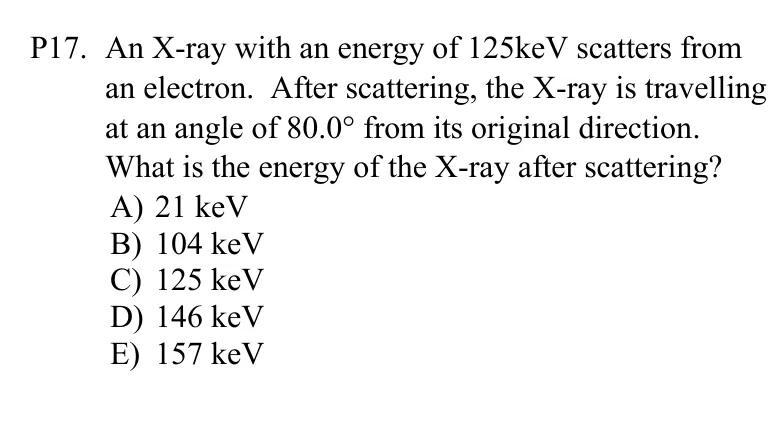 P17. An X-ray with an energy of 125keV scatters from
an electron. After scattering, the X-ray is travelling
at an angle of 80.0° from its original direction.
What is the energy of the X-ray after scattering?
A) 21 keV
B) 104 keV
C) 125 keV
D) 146 keV
E) 157 keV